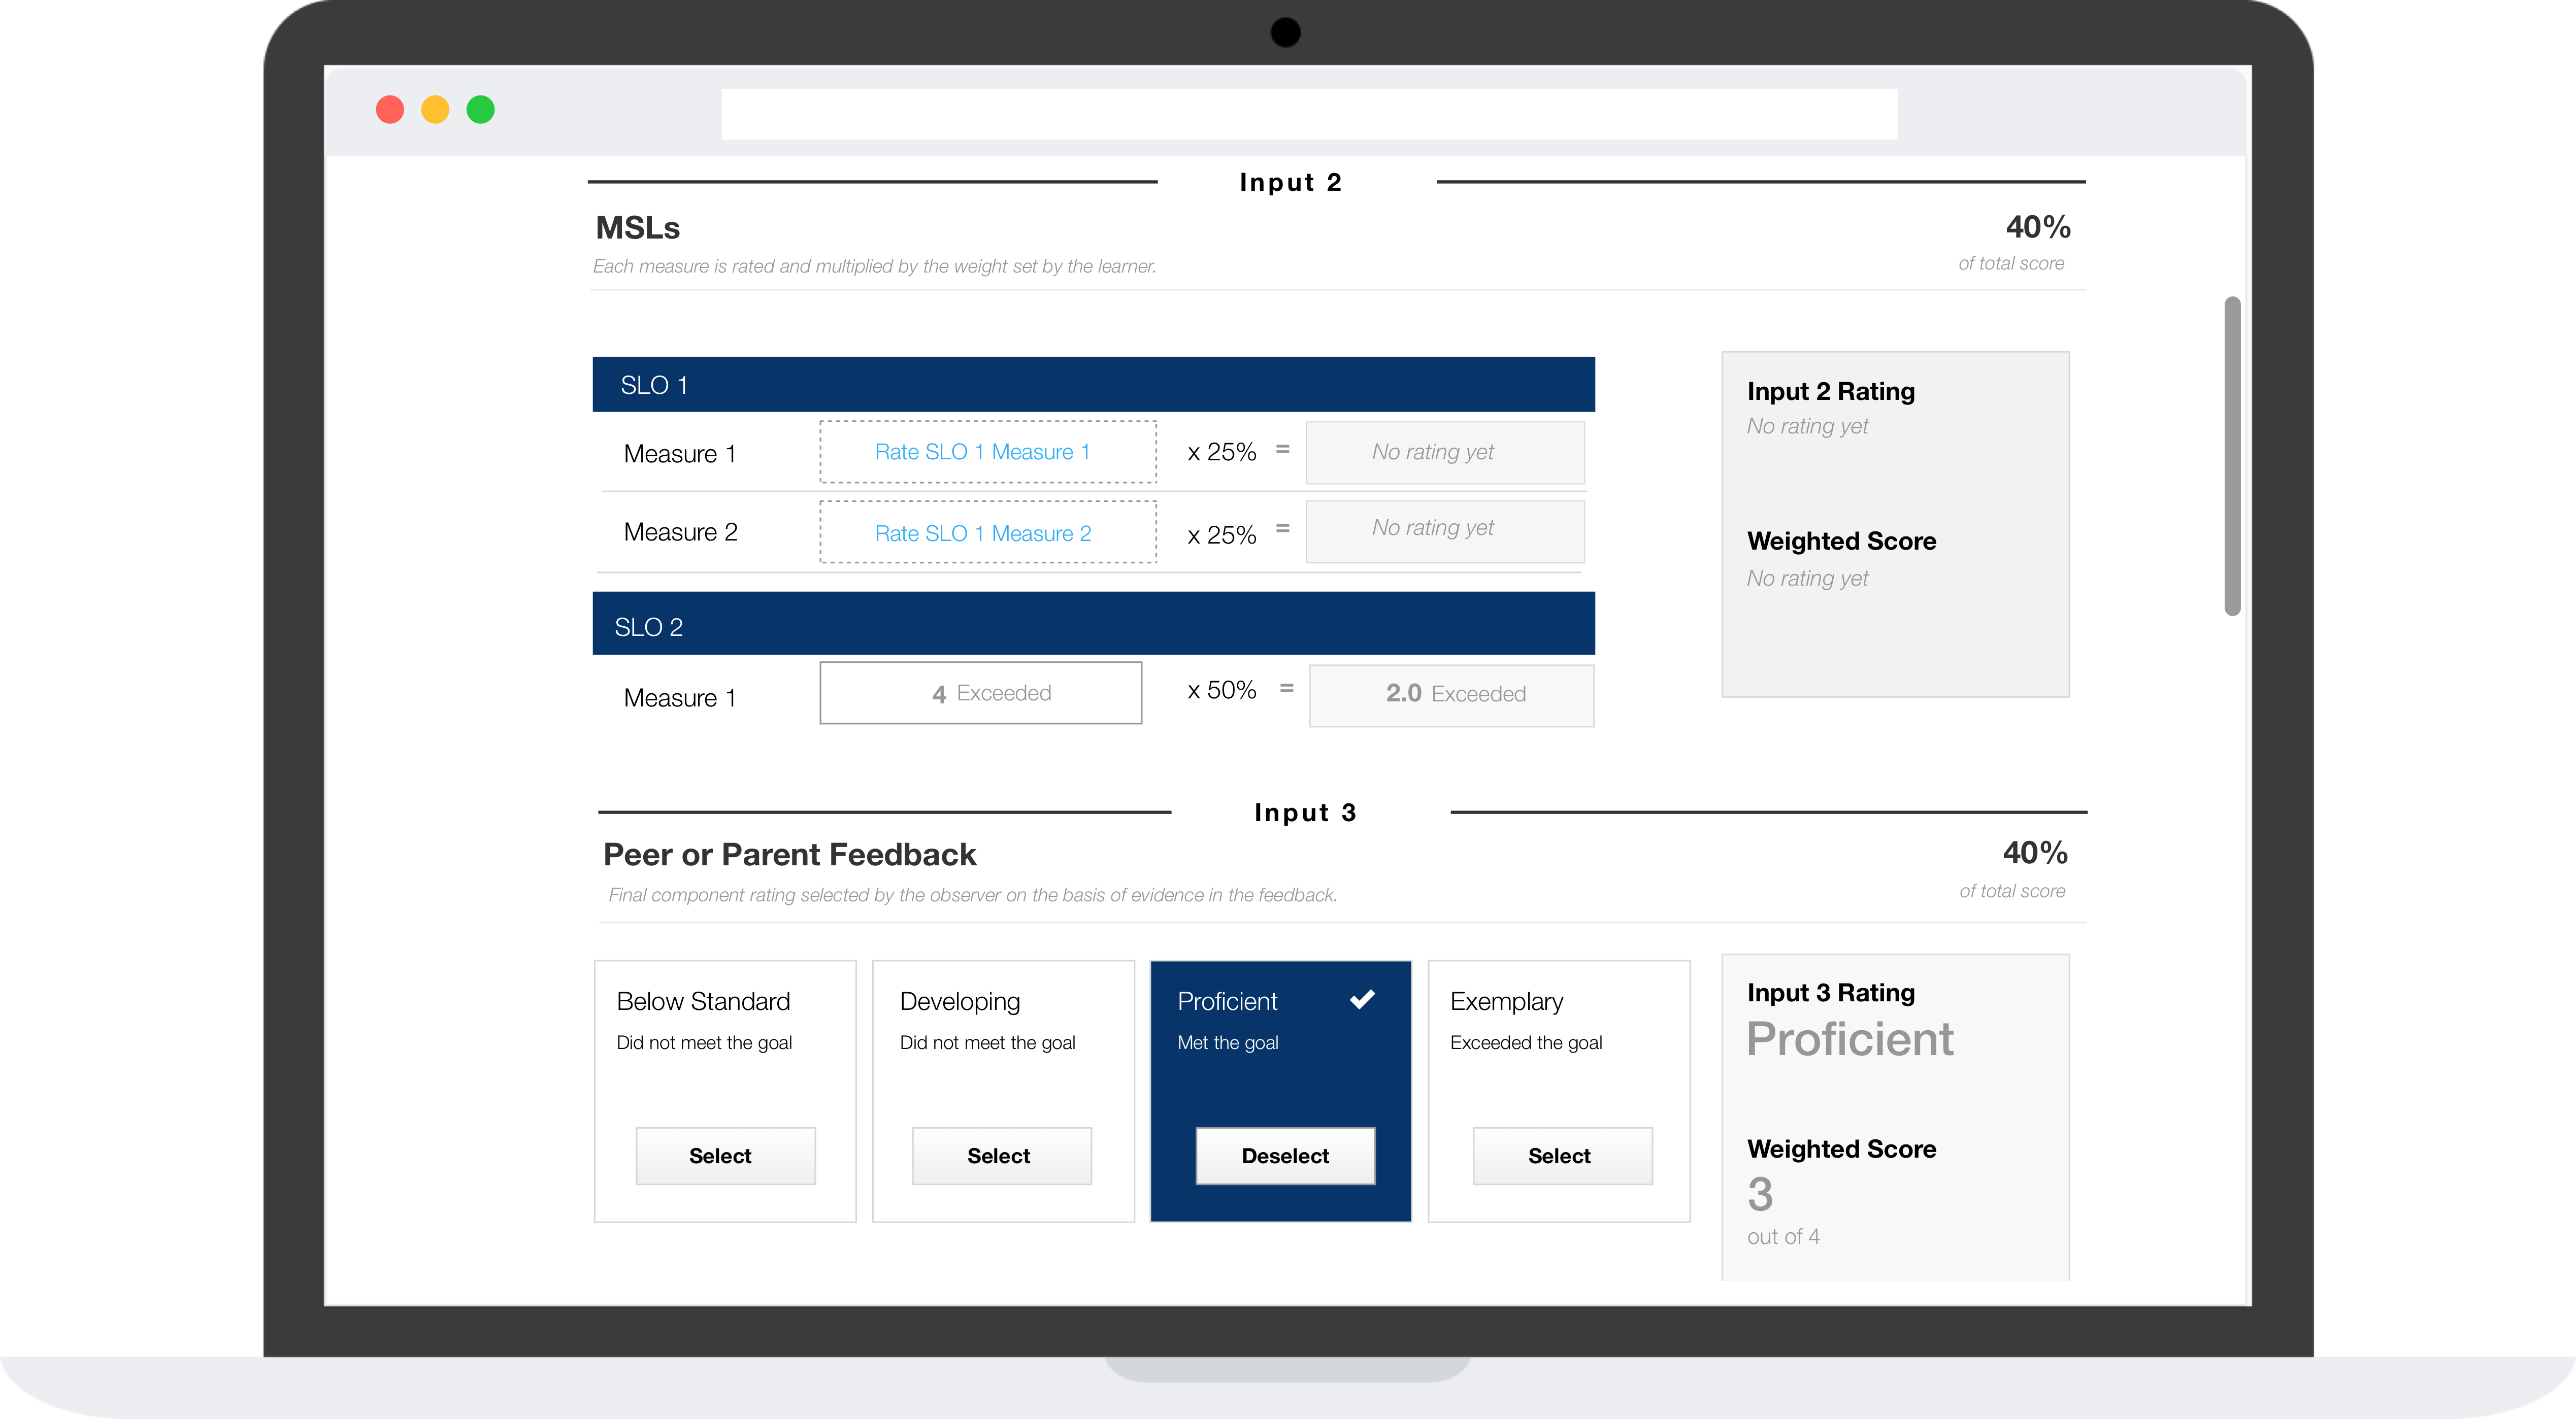 Input 2
MSLs
40%
Each measure is rated and multiplied by the weight set by the learner.
of total score
SLO 1
Measure 1 Rate SLO 1 Measure 1 x 25% = No rating yet
Measure 2 Rate SLO 1 Measure 2 x 25% = No rating yet
SLO 2
Measure 1 4 Exceeded x 50% = 2.0 Exceeded
Input 2 Rating
No rating yet
Weighted Score
No rating yet
Input 3
Peer or Parent Feedback
40%
Final component rating selected by the observer on the basis of evidence in the feedback.
of total score
Below Standard
Did not meet the goal
Select
Developing
Did not meet the goal
Select
Proficient
Met the goal
Deselect
Exemplary
Exceeded the goal
Select
Input 3 Rating
Proficient
Weighted Score
3
out of 4